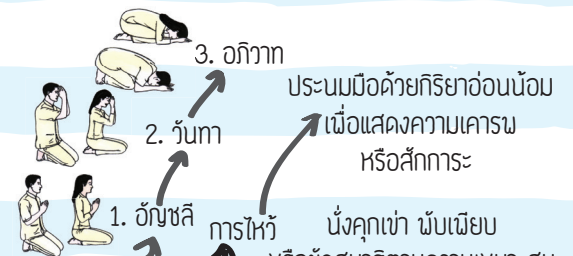 3. อภิวาท
ประนมมือด้วยกิริยาอ่อนน้อม
เพื่อแสดงความเคารพ
หรือสักการะ
2. วันทา
1. อัญชลี
การไหว้
นั่งคุกเข่า พับเพียบ